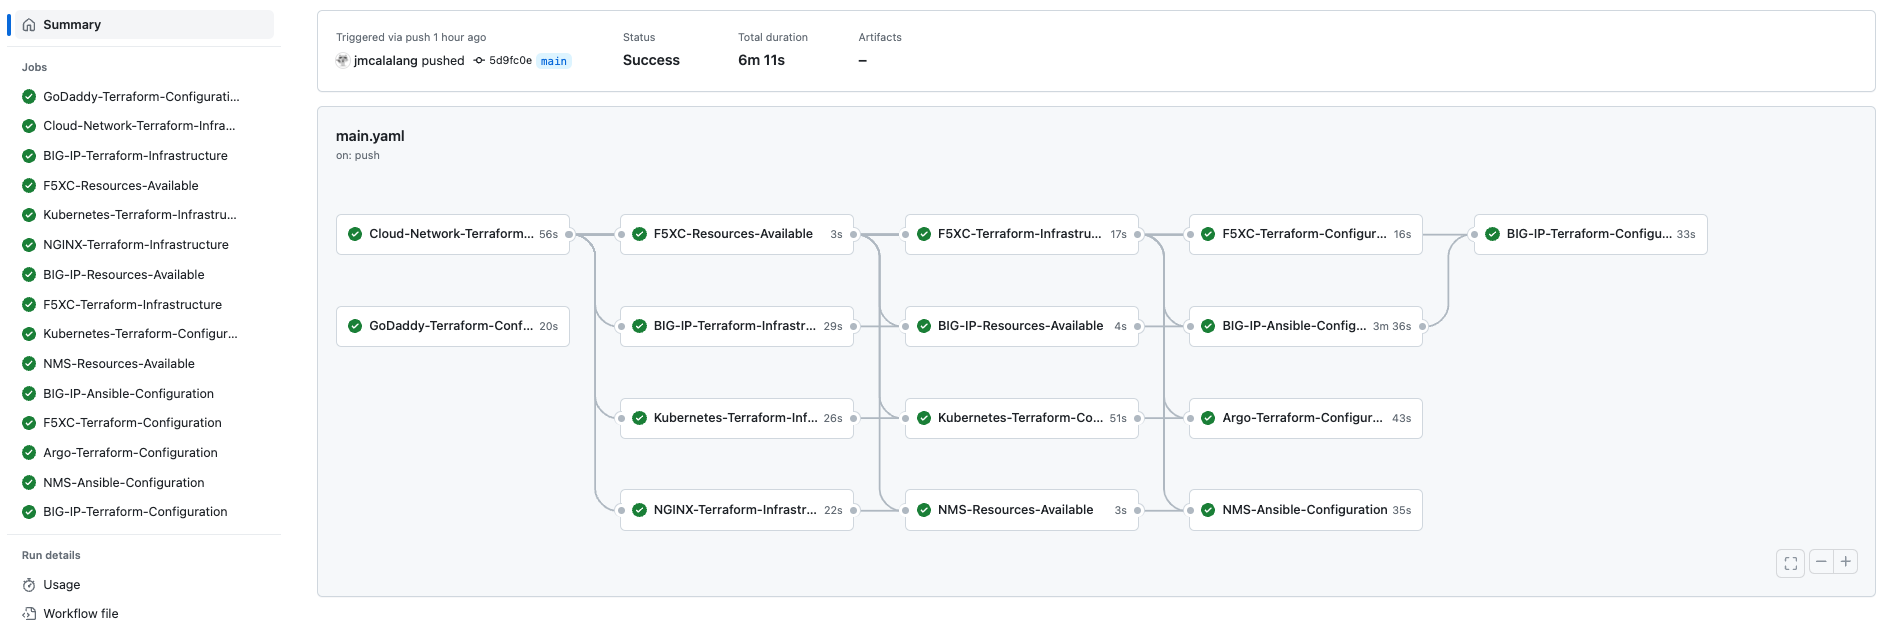 Summary
Jobs
GoDaddy-Terraform-Configurati...
Cloud-Network-Terraform-Infra...
BIG-IP-Terraform-Infrastructure
F5XC-Resources-Available
Kubernetes-Terraform-Infrastru...
NGINX-Terraform-Infrastructure
BIG-IP-Resources-Available
F5XC-Terraform-Infrastructure
Kubernetes-Terraform-Configur...
NMS-Resources-Available
BIG-IP-Ansible-Configuration
F5XC-Terraform-Configuration
Argo-Terraform-Configuration
NMS-Ansible-Configuration
BIG-IP-Terraform-Configuration
Run details
Usage
Workflow file
Triggered via push 1 hour ago
jmcalalang pushed 5d9fc0e main
Status
Success
Total duration
6m 11s
Artifacts
–
main.yaml
on: push
Cloud-Network-Terraform... 56s
F5XC-Resources-Available 3s
F5XC-Terraform-Infrastru... 17s
F5XC-Terraform-Configur... 16s
BIG-IP-Terraform-Configu... 33s
GoDaddy-Terraform-Conf... 20s
BIG-IP-Terraform-Infrastr... 29s
BIG-IP-Resources-Available 4s
BIG-IP-Ansible-Config... 3m 36s
Kubernetes-Terraform-Inf... 26s
Kubernetes-Terraform-Co... 51s
Argo-Terraform-Configur... 43s
NGINX-Terraform-Infrastr... 22s
NMS-Resources-Available 3s
NMS-Ansible-Configuration 35s